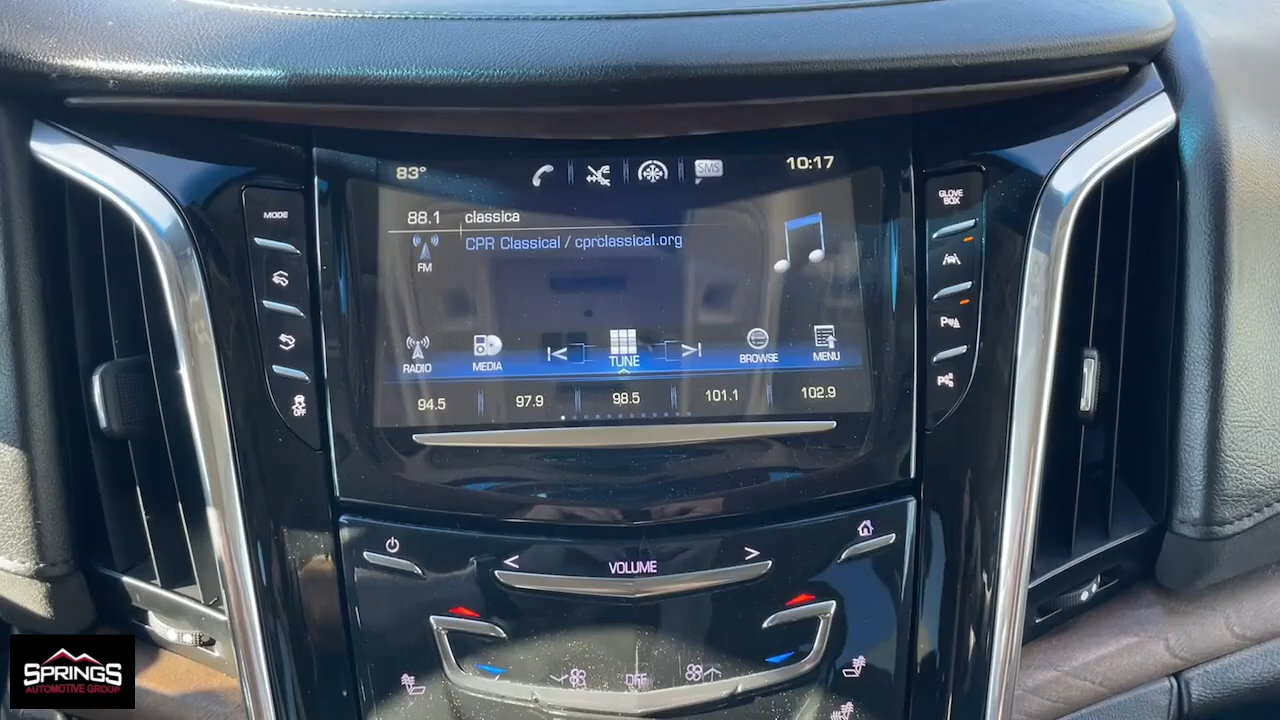 83°
SMS
10:17
88.1 classica
CPR Classical / cprclassical.org
FM
RADIO
MEDIA
TUNE
BROWSE
MENU
94.5
97.9
98.5
101.1
102.9
MODE
OFF
GLOVE
BOX
VOLUME
OFF
SPRINGS
AUTOMOTIVE GROUP